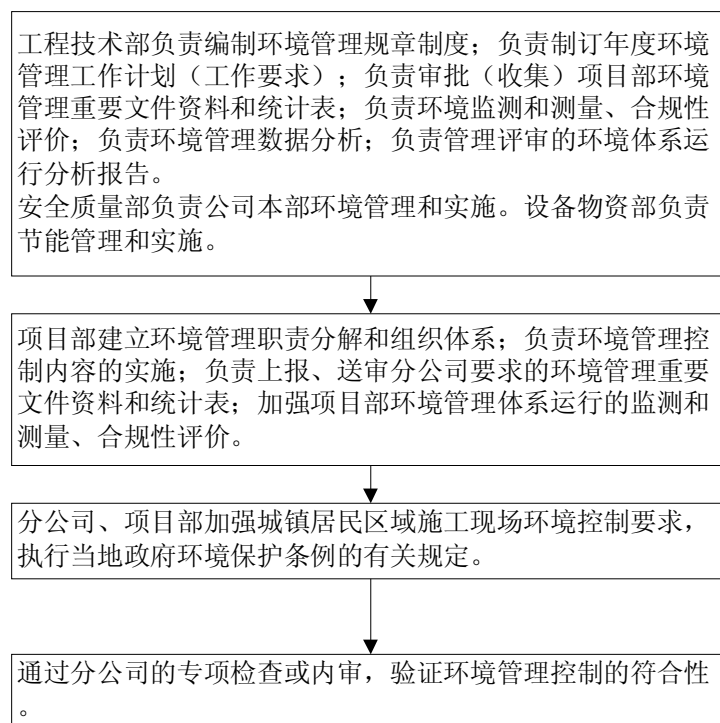 工程技术部负责编制环境管理规章制度；负责制订年度环境
管理工作计划（工作要求）；负责审批（收集）项目部环境
管理重要文件资料和统计表；负责环境监测和测量、合规性
评价；负责环境管理数据分析；负责管理评审的环境体系运
行分析报告。
安全质量部负责公司本部环境管理和实施。设备物资部负责
节能管理和实施。
项目部建立环境管理职责分解和组织体系；负责环境管理控
制内容的实施；负责上报、送审分公司要求的环境管理重要
文件资料和统计表；加强项目部环境管理体系运行的监测和
测量、合规性评价。
分公司、项目部加强城镇居民区域施工现场环境控制要求，
执行当地政府环境保护条例的有关规定。
通过分公司的专项检查或内审，验证环境管理控制的符合性
。